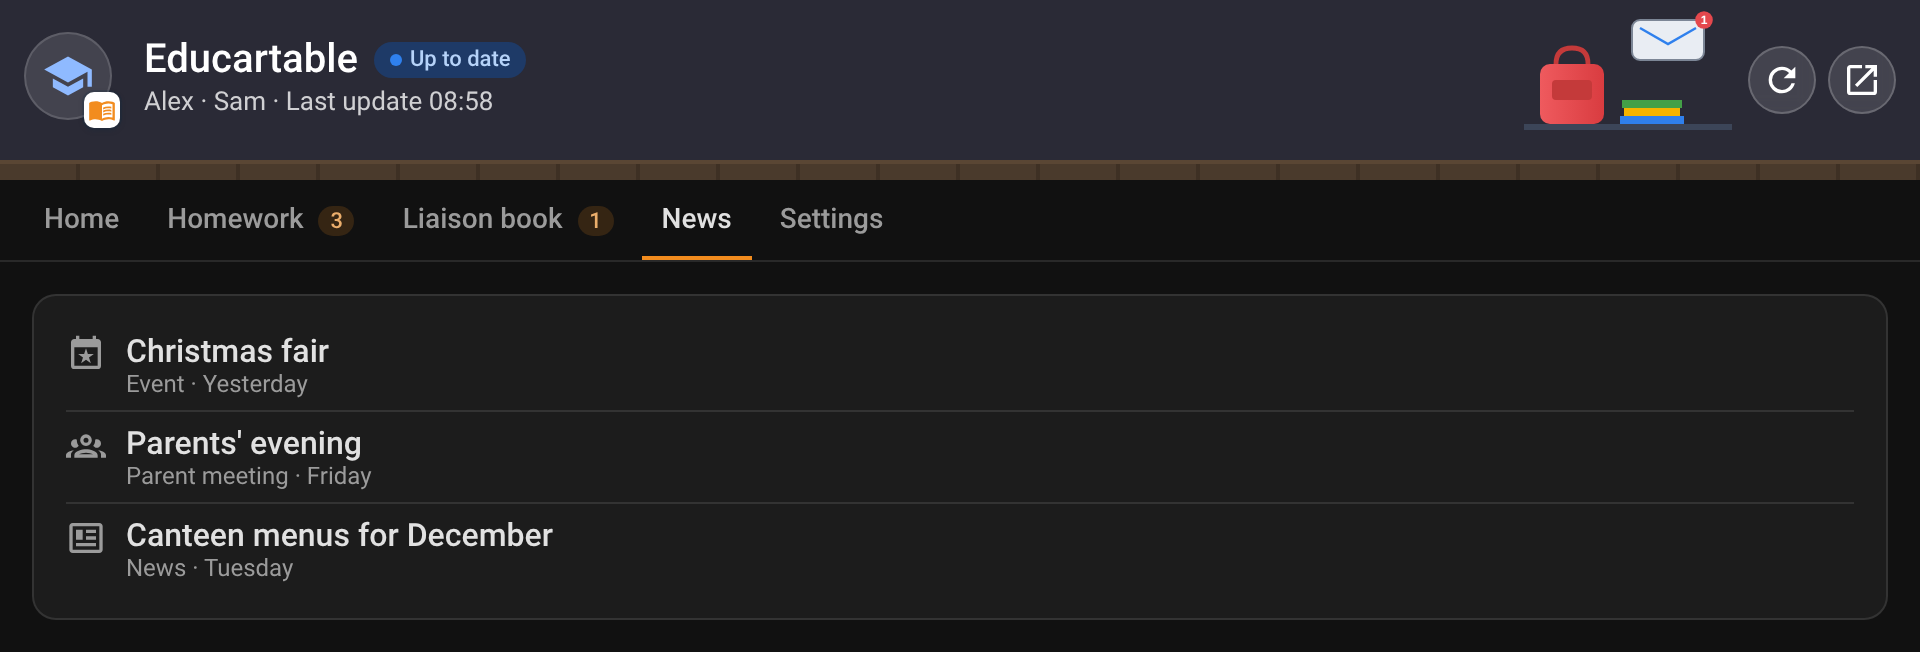 Educartable
Up to date
Alex · Sam · Last update 08:58
1
Home
Homework 3
Liaison book 1
News
Settings
Christmas fair
Event · Yesterday
Parents' evening
Parent meeting · Friday
Canteen menus for December
News · Tuesday